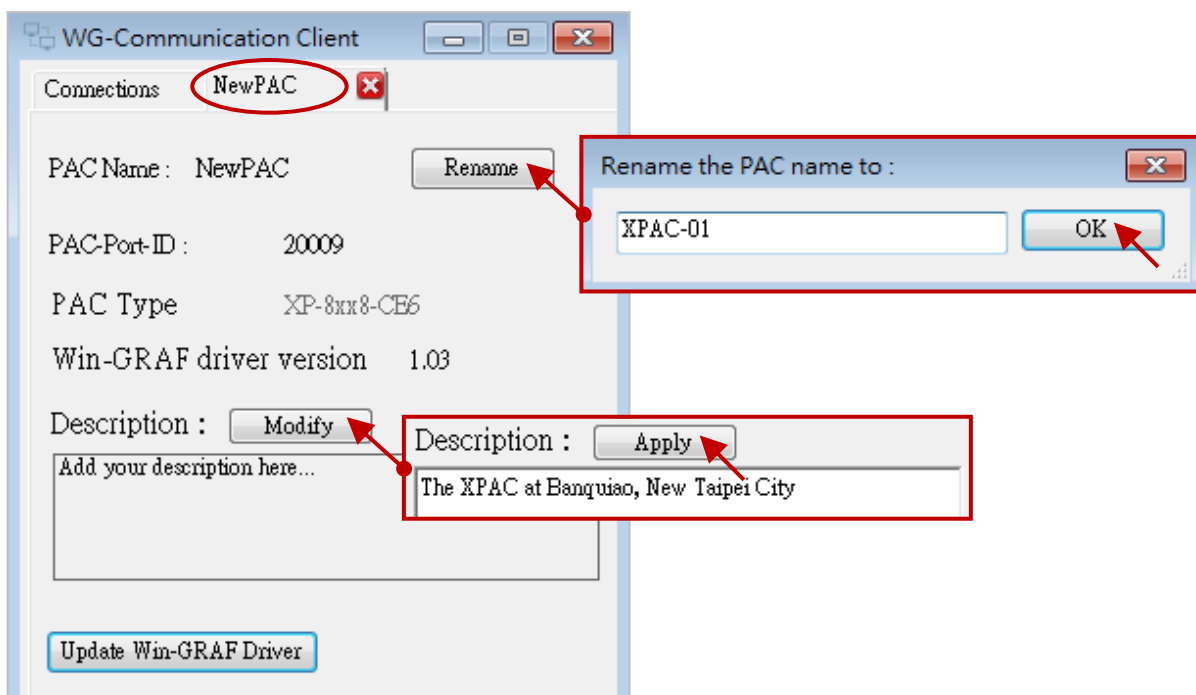 WG-Communication Client
Connections NewPAC
PAC Name : NewPAC Rename
Rename the PAC name to :
XPAC-01 OK
PAC-Port-ID : 20009
PAC Type XP-8xx8-CE6
Win-GRAF driver version 1.03
Description : Modify
Add your description here...
Description : Apply
The XPAC at Banquiao, New Taipei City
Update Win-GRAF Driver